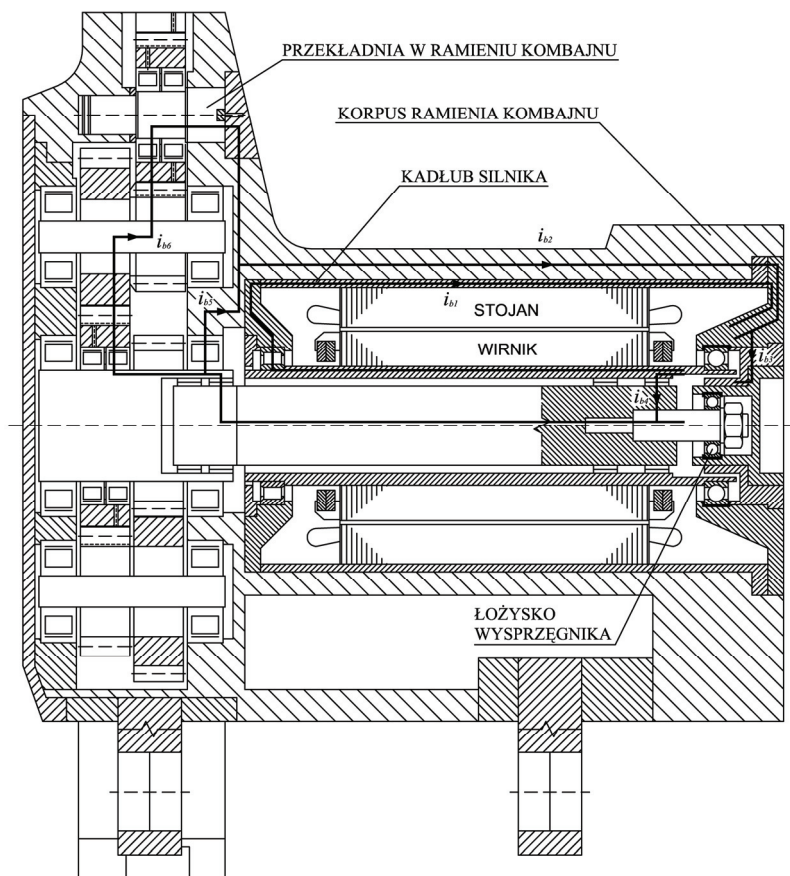 PRZEKŁADNIA W RAMIENIU KOMBAJNU
KORPUS RAMIENIA KOMBAJNU
KADŁUB SILNIKA
i_b6
i_b2
i_b5
i_b1
STOJAN
WIRNIK
i_b3
i_b4
ŁOŻYSKO
WYSPRZĘGNIKA